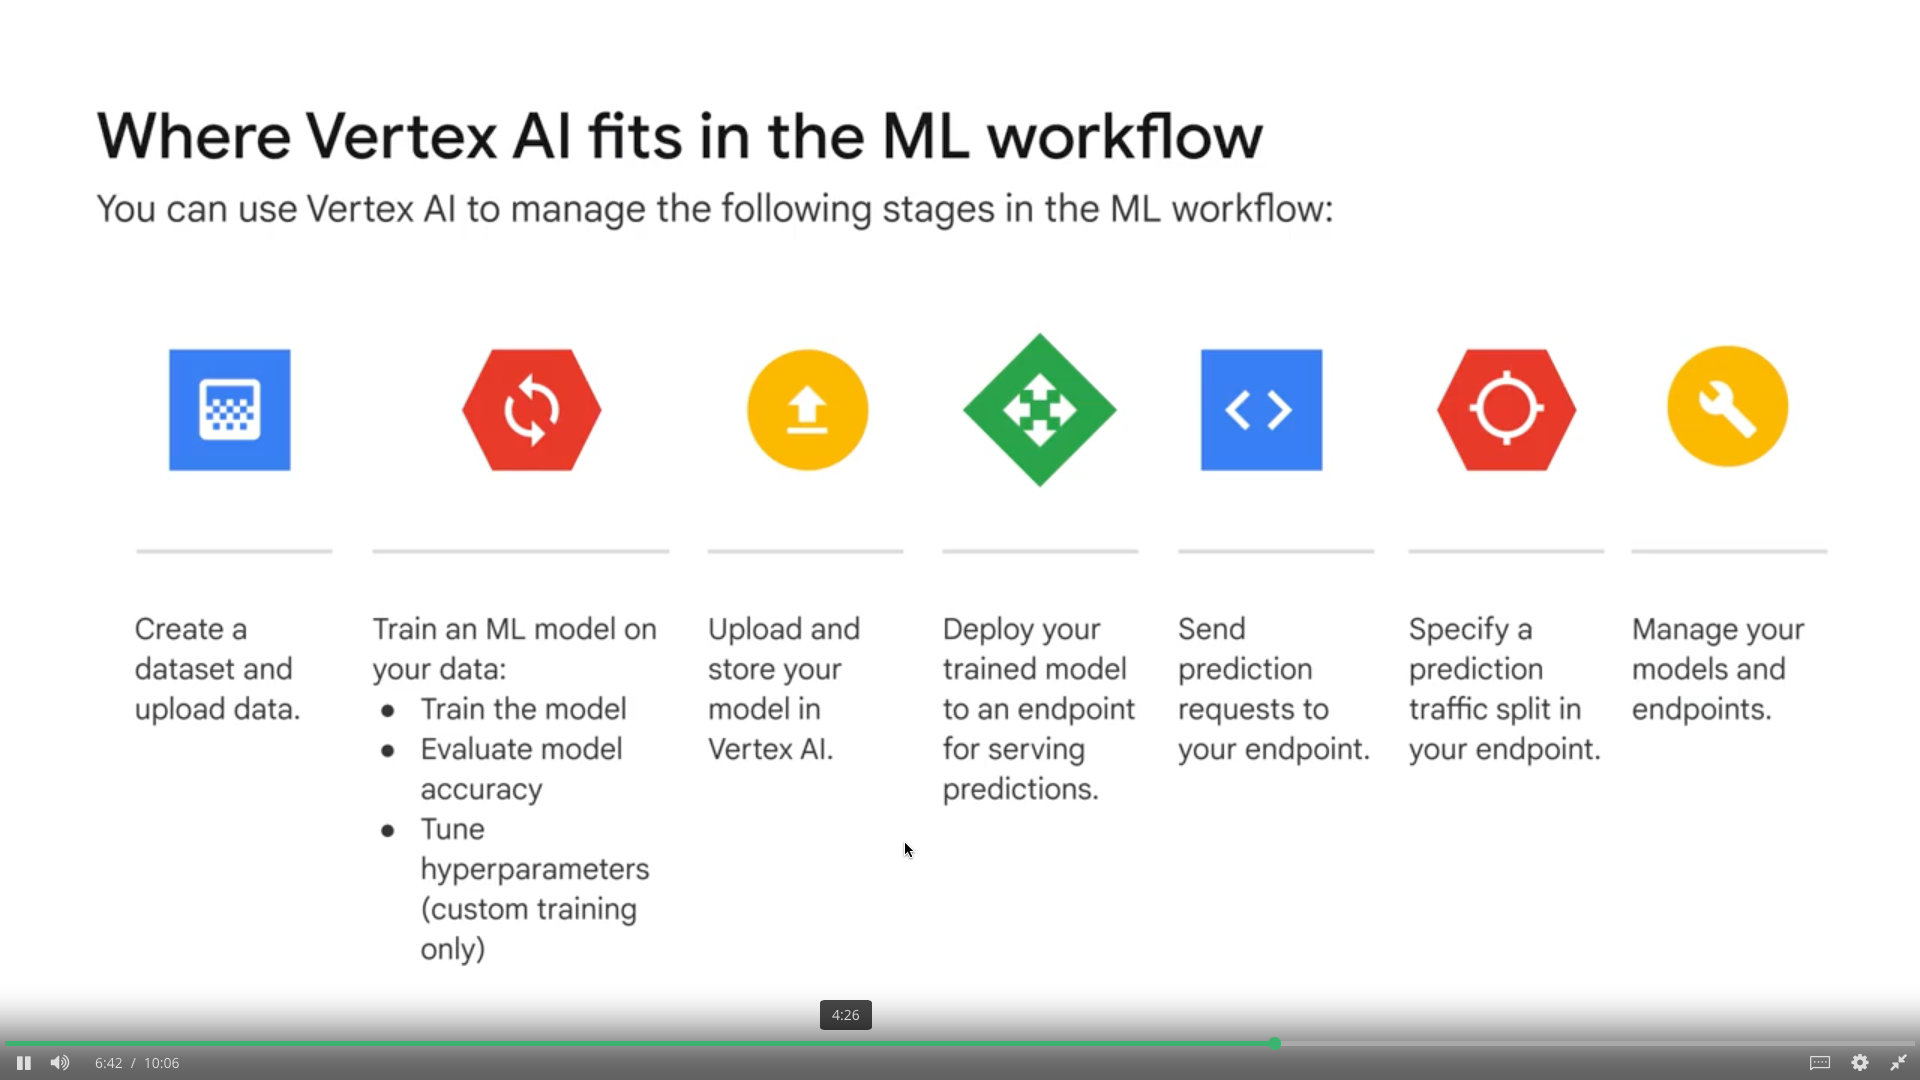 Where Vertex AI fits in the ML workflow
You can use Vertex AI to manage the following stages in the ML workflow:
Create a
dataset and
upload data.
Train an ML model on
your data:
● Train the model
● Evaluate model
accuracy
● Tune
hyperparameters
(custom training
only)
Upload and
store your
model in
Vertex AI.
Deploy your
trained model
to an endpoint
for serving
predictions.
Send
prediction
requests to
your endpoint.
Specify a
prediction
traffic split in
your endpoint.
Manage your
models and
endpoints.
4:26
6:42 / 10:06